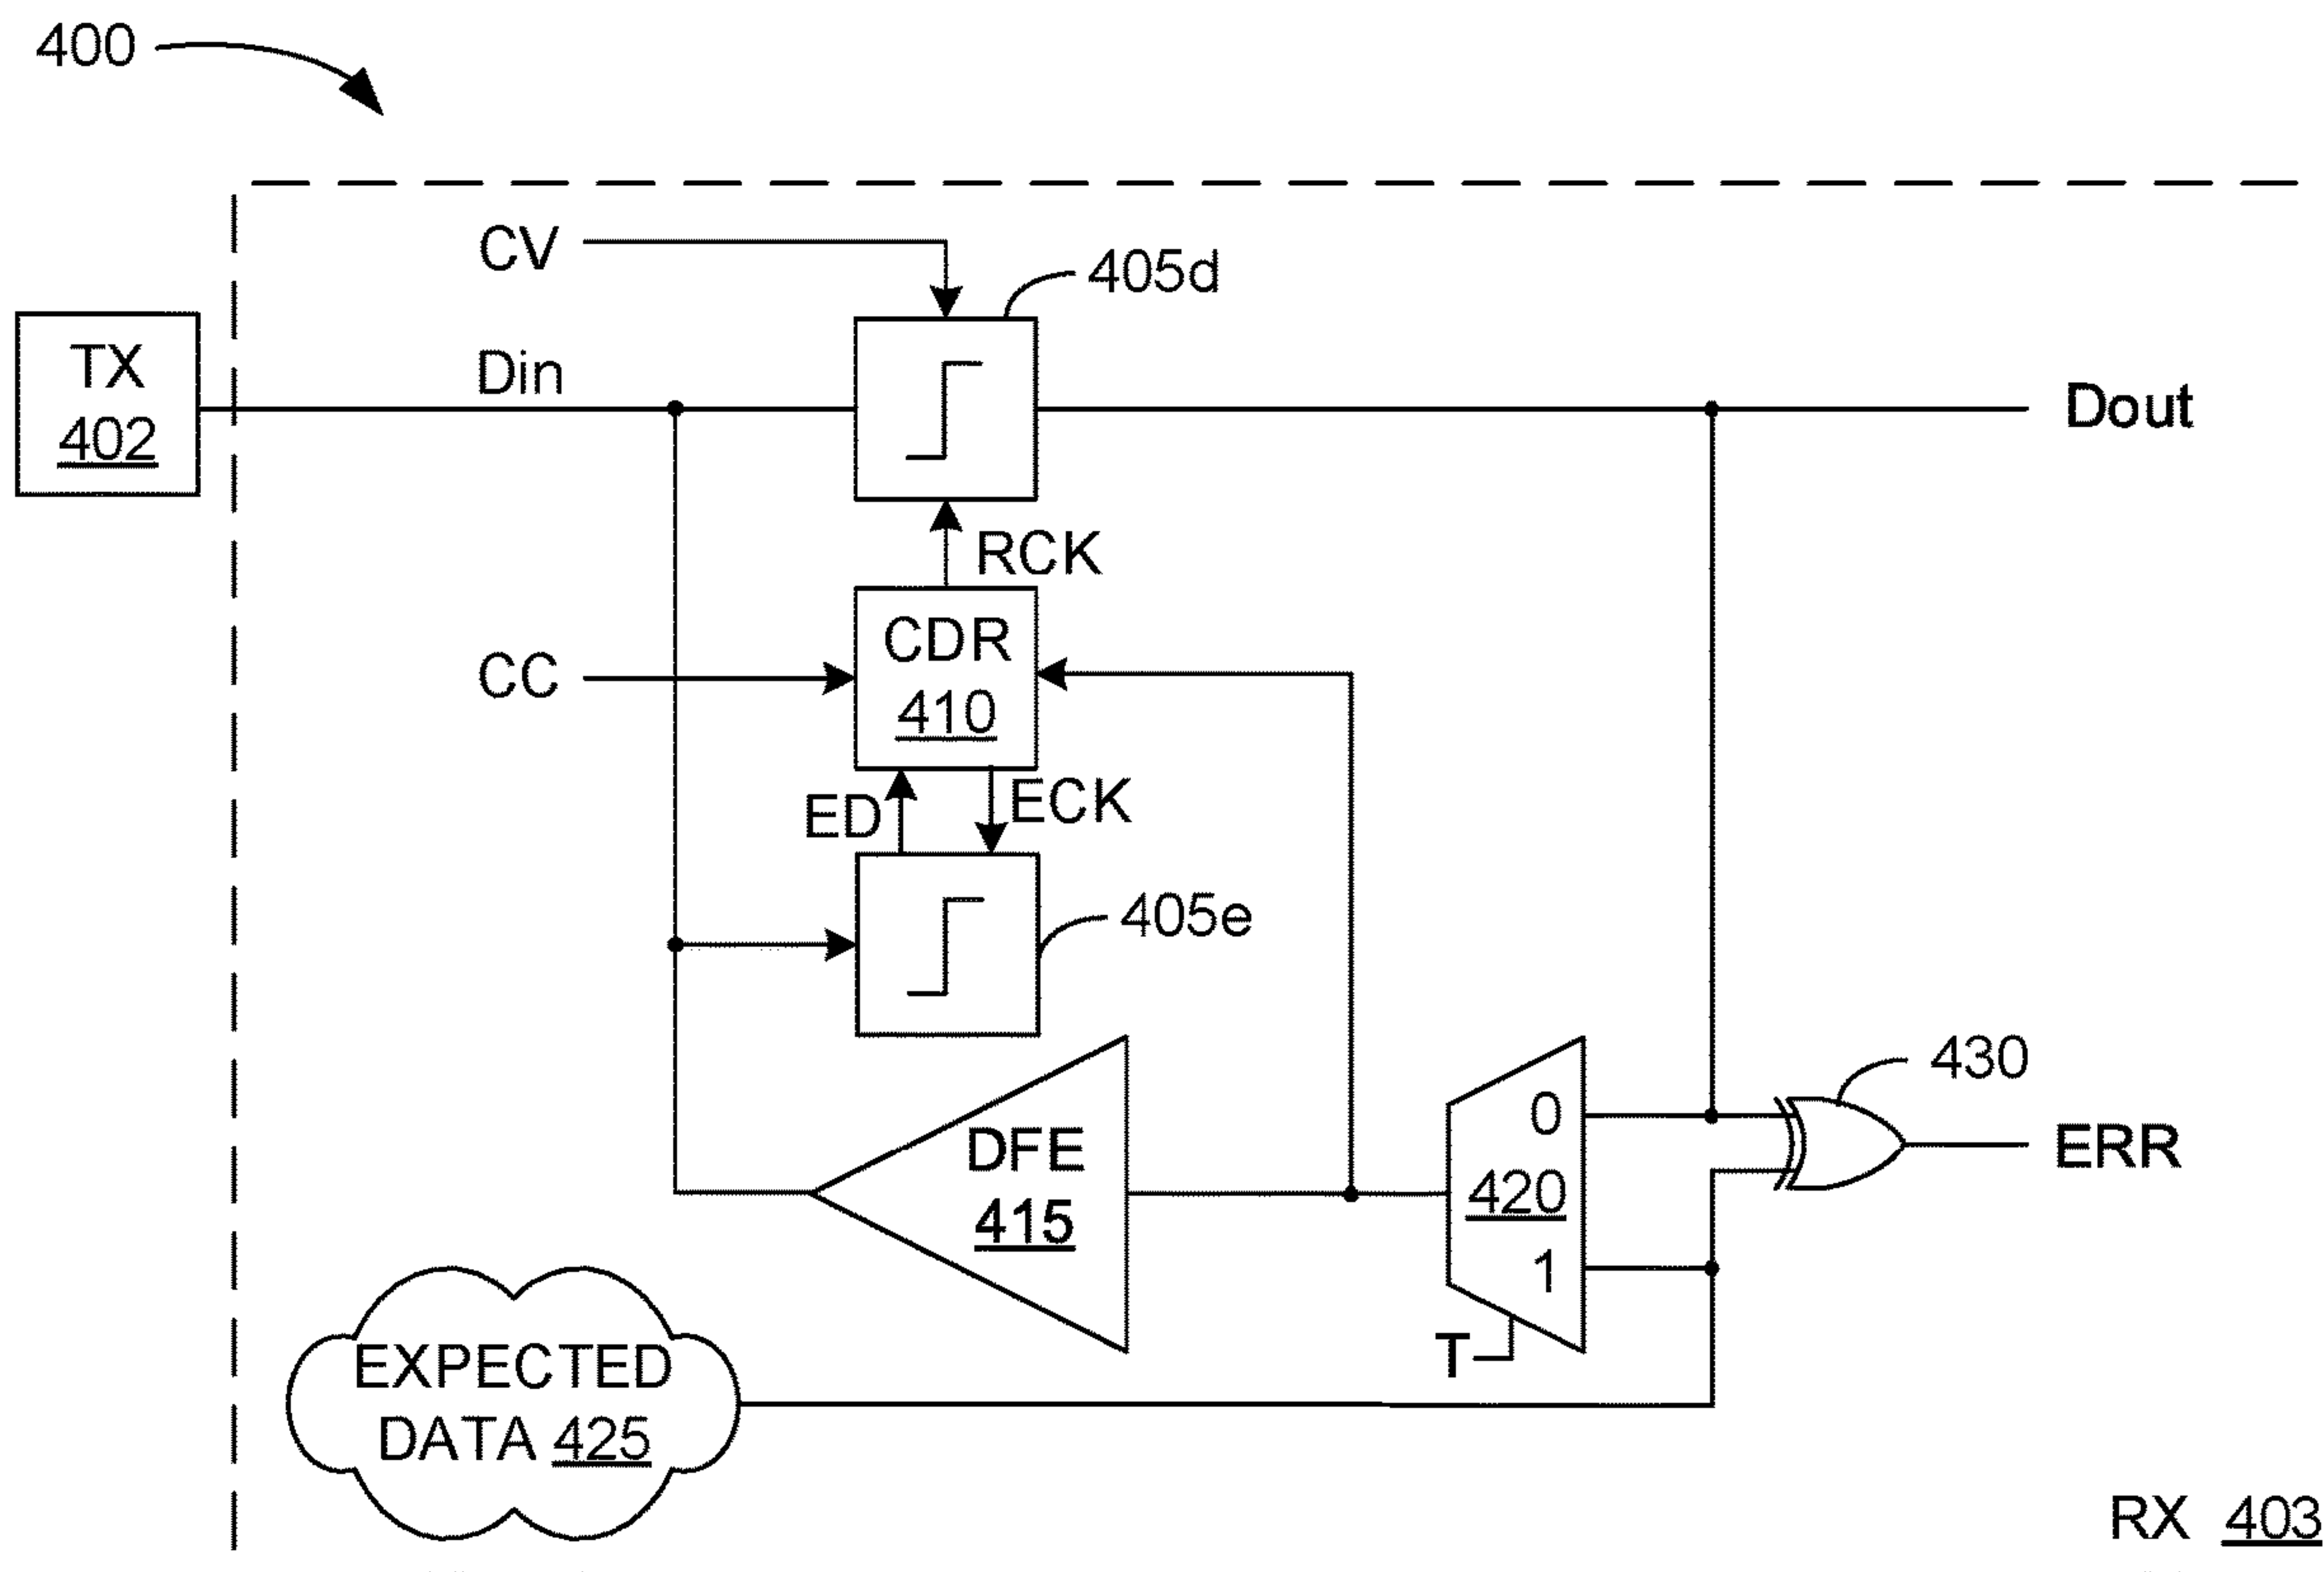 400
CV
405d
TX
402
Din
Dout
RCK
CDR
410
CC
ED
ECK
405e
430
DFE
415
0
420
1
T
ERR
EXPECTED
DATA 425
RX 403